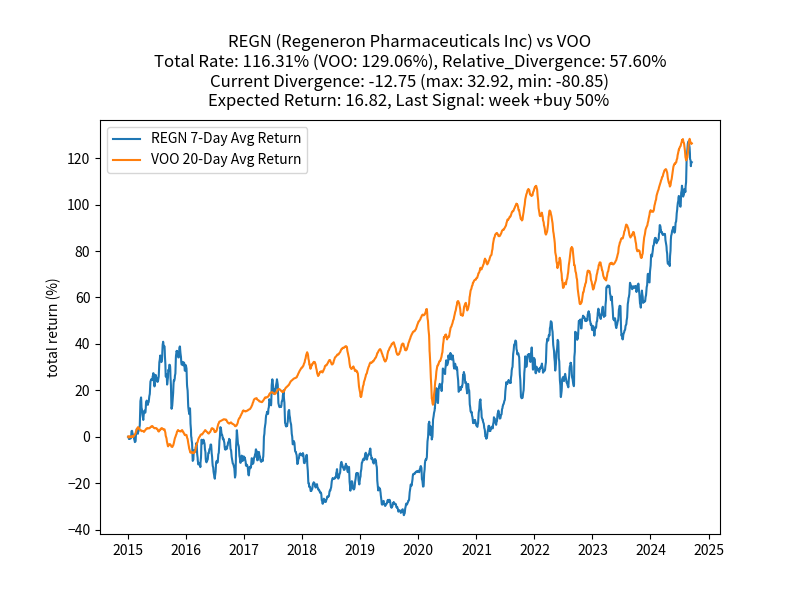 REGN (Regeneron Pharmaceuticals Inc) vs VOO
Total Rate: 116.31% (VOO: 129.06%), Relative_Divergence: 57.60%
Current Divergence: -12.75 (max: 32.92, min: -80.85)
Expected Return: 16.82, Last Signal: week +buy 50%
REGN 7-Day Avg Return
VOO 20-Day Avg Return
total return (%)
120
100
80
60
40
20
0
−20
−40
2015 2016 2017 2018 2019 2020 2021 2022 2023 2024 2025